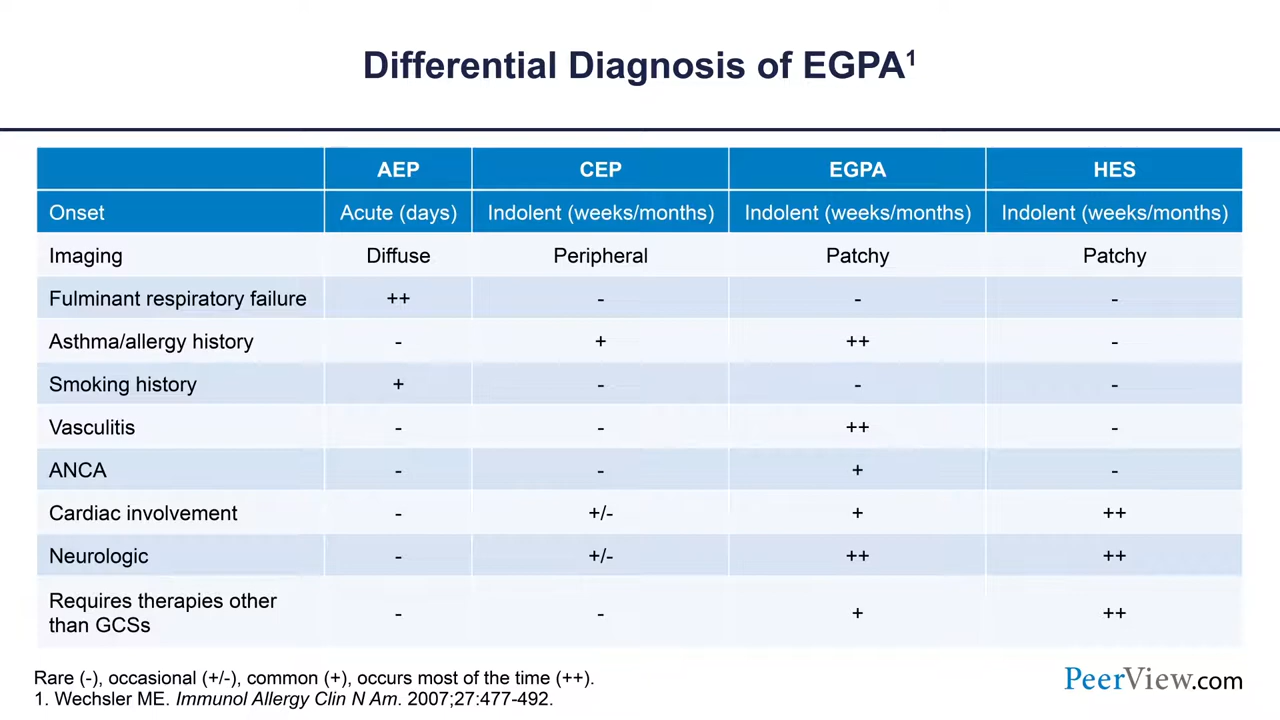 Differential Diagnosis of EGPA1
AEP CEP EGPA HES
Onset Acute (days) Indolent (weeks/months) Indolent (weeks/months) Indolent (weeks/months)
Imaging Diffuse Peripheral Patchy Patchy
Fulminant respiratory failure ++ - - -
Asthma/allergy history - + ++ -
Smoking history + - - -
Vasculitis - - ++ -
ANCA - - + -
Cardiac involvement - +/- + ++
Neurologic - +/- ++ ++
Requires therapies other
than GCSs - - + ++
Rare (-), occasional (+/-), common (+), occurs most of the time (++).
1. Wechsler ME. Immunol Allergy Clin N Am. 2007;27:477-492.
PeerView.com